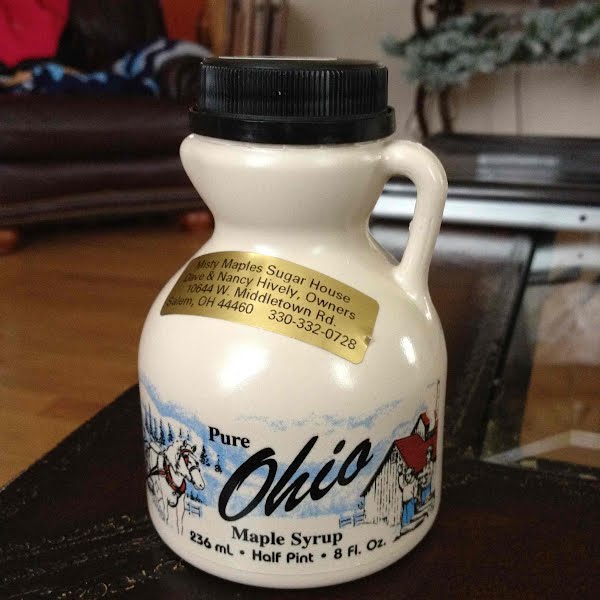 Misty Maples Sugar House
Dave & Nancy Hively, Owners
10644 W. Middletown Rd.
Salem, OH 44460 330-332-0728
Pure
Ohio
Maple Syrup
236 mL • Half Pint • 8 Fl. Oz.